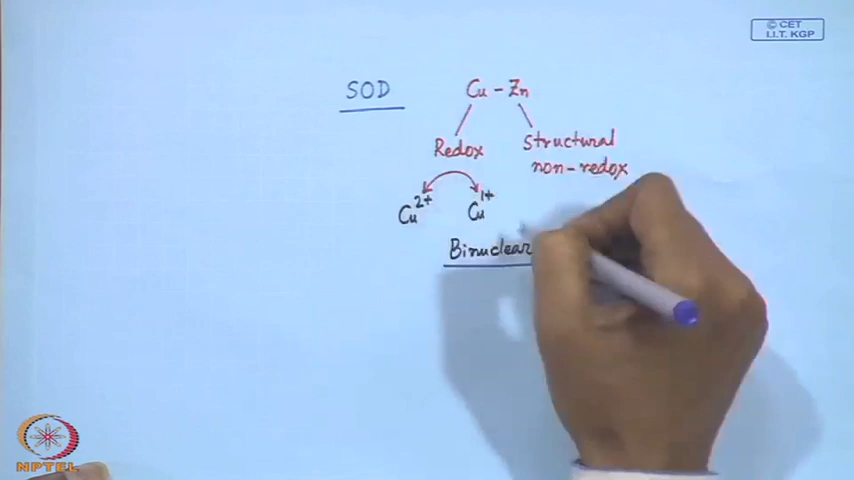 © CET
I.I.T. KGP
SOD
Cu – Zn
Redox
Structural
non-redox
Cu²⁺
Cu¹⁺
Binuclear
NPTEL